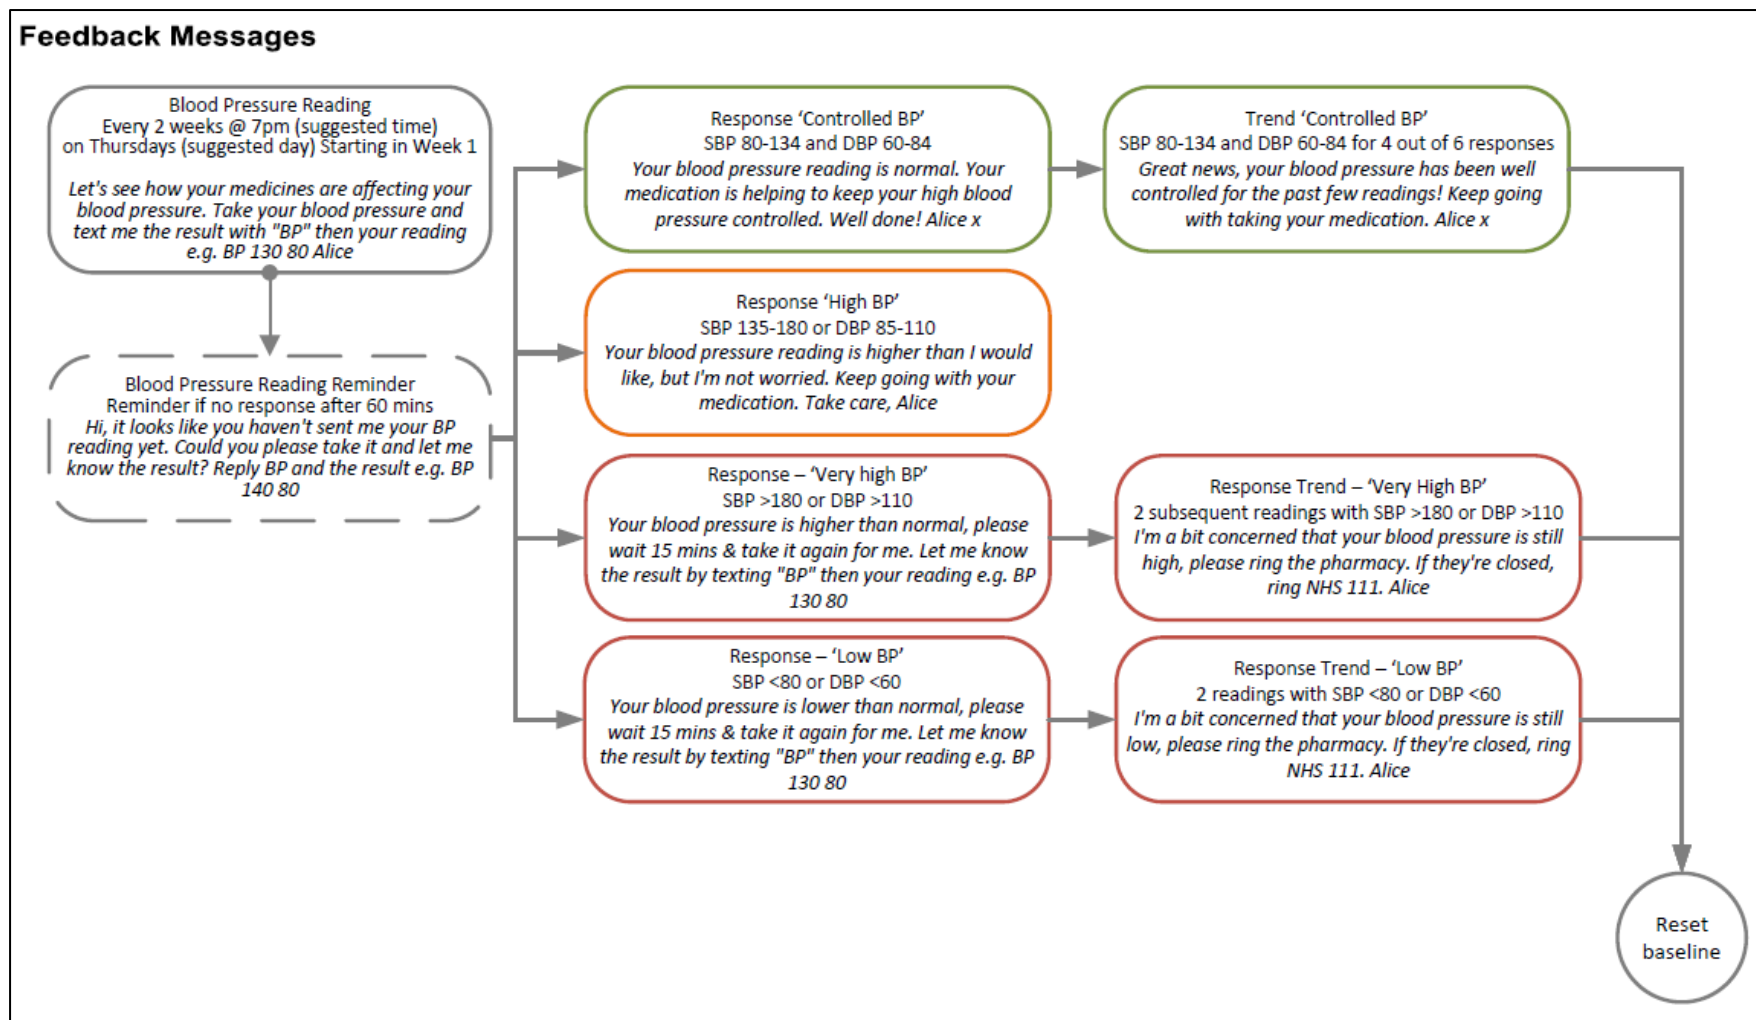 Feedback Messages
Blood Pressure Reading
Every 2 weeks @ 7pm (suggested time)
on Thursdays (suggested day) Starting in Week 1
Let's see how your medicines are affecting your
blood pressure. Take your blood pressure and
text me the result with "BP" then your reading
e.g. BP 130 80 Alice
Blood Pressure Reading Reminder
Reminder if no response after 60 mins
Hi, it looks like you haven't sent me your BP
reading yet. Could you please take it and let me
know the result? Reply BP and the result e.g. BP
140 80
Response ‘Controlled BP’
SBP 80-134 and DBP 60-84
Your blood pressure reading is normal. Your
medication is helping to keep your high blood
pressure controlled. Well done! Alice x
Trend ‘Controlled BP’
SBP 80-134 and DBP 60-84 for 4 out of 6 responses
Great news, your blood pressure has been well
controlled for the past few readings! Keep going
with taking your medication. Alice x
Response ‘High BP’
SBP 135-180 or DBP 85-110
Your blood pressure reading is higher than I would
like, but I'm not worried. Keep going with your
medication. Take care, Alice
Response – ‘Very high BP’
SBP >180 or DBP >110
Your blood pressure is higher than normal, please
wait 15 mins & take it again for me. Let me know
the result by texting "BP" then your reading e.g. BP
130 80
Response Trend – ‘Very High BP’
2 subsequent readings with SBP >180 or DBP >110
I'm a bit concerned that your blood pressure is still
high, please ring the pharmacy. If they're closed,
ring NHS 111. Alice
Response – ‘Low BP’
SBP <80 or DBP <60
Your blood pressure is lower than normal, please
wait 15 mins & take it again for me. Let me know
the result by texting "BP" then your reading e.g. BP
130 80
Response Trend – ‘Low BP’
2 readings with SBP <80 or DBP <60
I'm a bit concerned that your blood pressure is still
low, please ring the pharmacy. If they're closed, ring
NHS 111. Alice
Reset
baseline